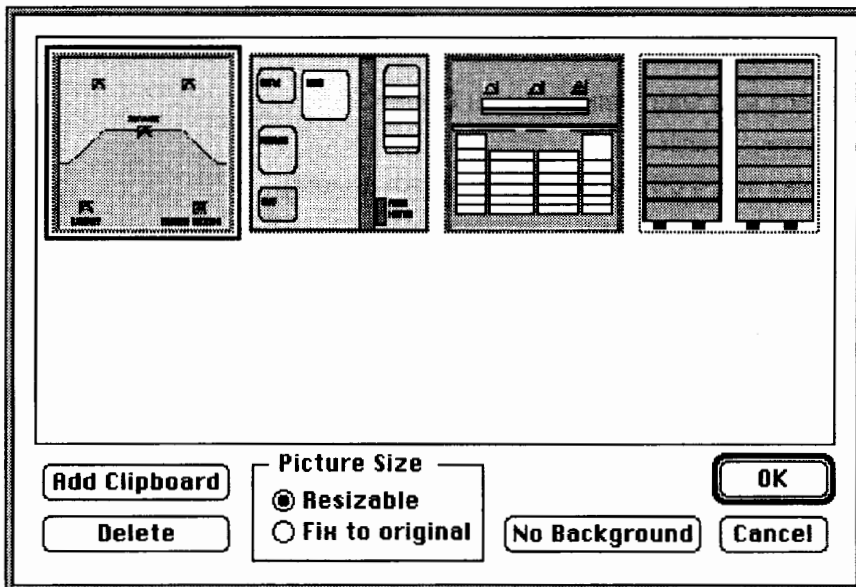 Add Clipboard
Delete
Picture Size
Resizable
Fix to original
No Background
OK
Cancel